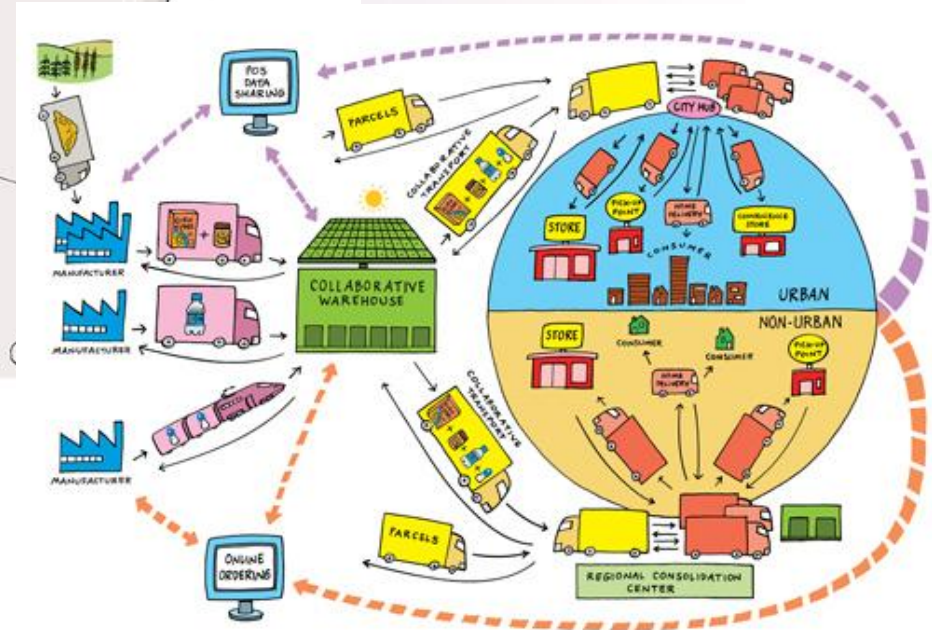 POS
DATA
SHARING
PARCELS
COLLABORATIVE
TRANSPORT
CITY HUB
MANUFACTURER
MANUFACTURER
MANUFACTURER
COLLABORATIVE
WAREHOUSE
STORE
PICK-UP
POINT
HOME
DELIVERY
CONVENIENCE
STORE
CONSUMER
URBAN
NON-URBAN
STORE
CONSUMER
CONSUMER
PICK-UP
POINT
HOME
DELIVERY
COLLABORATIVE
TRANSPORT
ONLINE
ORDERING
PARCELS
REGIONAL CONSOLIDATION
CENTER